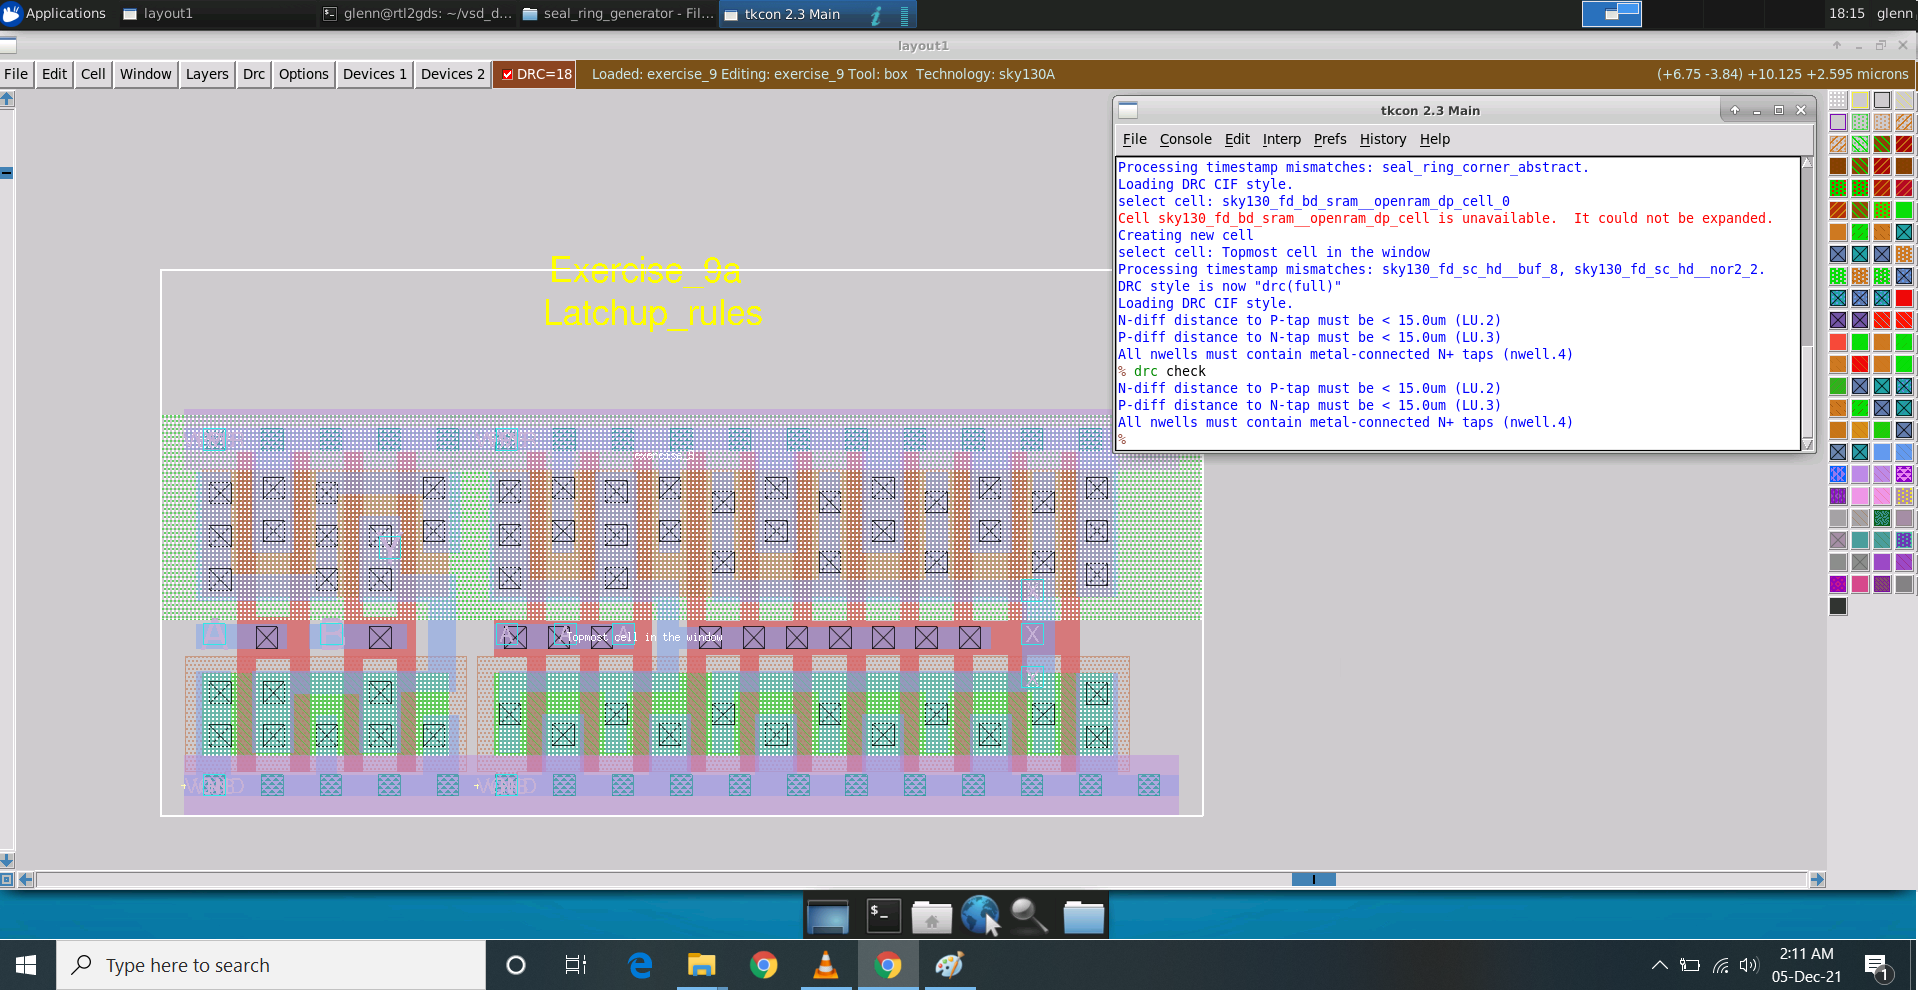 Applications
layout1
glenn@rtl2gds: ~/vsd_d...
seal_ring_generator - Fil...
tkcon 2.3 Main
18:15
glenn
layout1
File
Edit
Cell
Window
Layers
Drc
Options
Devices 1
Devices 2
DRC=18
Loaded: exercise_9 Editing: exercise_9 Tool: box Technology: sky130A
(+6.75 -3.84) +10.125 +2.595 microns
tkcon 2.3 Main
File Console Edit Interp Prefs History Help
Processing timestamp mismatches: seal_ring_corner_abstract.
Loading DRC CIF style.
select cell: sky130_fd_bd_sram__openram_dp_cell_0
Cell sky130_fd_bd_sram__openram_dp_cell is unavailable. It could not be expanded.
Creating new cell
select cell: Topmost cell in the window
Processing timestamp mismatches: sky130_fd_sc_hd__buf_8, sky130_fd_sc_hd__nor2_2.
DRC style is now "drc(full)"
Loading DRC CIF style.
N-diff distance to P-tap must be < 15.0um (LU.2)
P-diff distance to N-tap must be < 15.0um (LU.3)
All nwells must contain metal-connected N+ taps (nwell.4)
% drc check
N-diff distance to P-tap must be < 15.0um (LU.2)
P-diff distance to N-tap must be < 15.0um (LU.3)
All nwells must contain metal-connected N+ taps (nwell.4)
%
Exercise_9a
Latchup_rules
exercise_9
A
A
A
A
X
Topmost cell in the window
Type here to search
2:11 AM
05-Dec-21
1